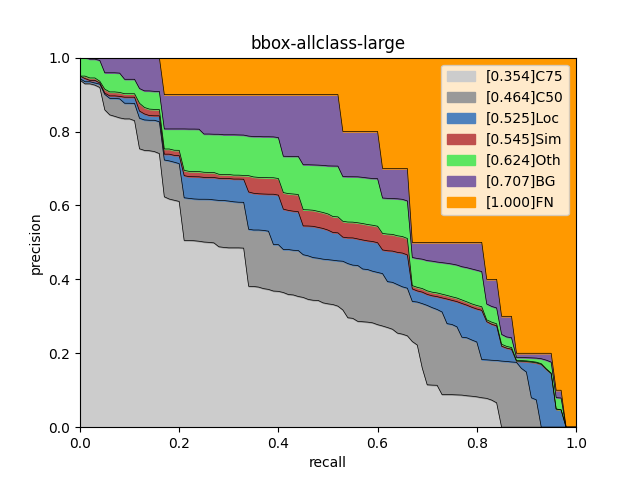 bbox-allclass-large
1.0
0.8
0.6
0.4
0.2
0.0
precision
[0.354]C75
[0.464]C50
[0.525]Loc
[0.545]Sim
[0.624]Oth
[0.707]BG
[1.000]FN
0.0 0.2 0.4 0.6 0.8 1.0
recall